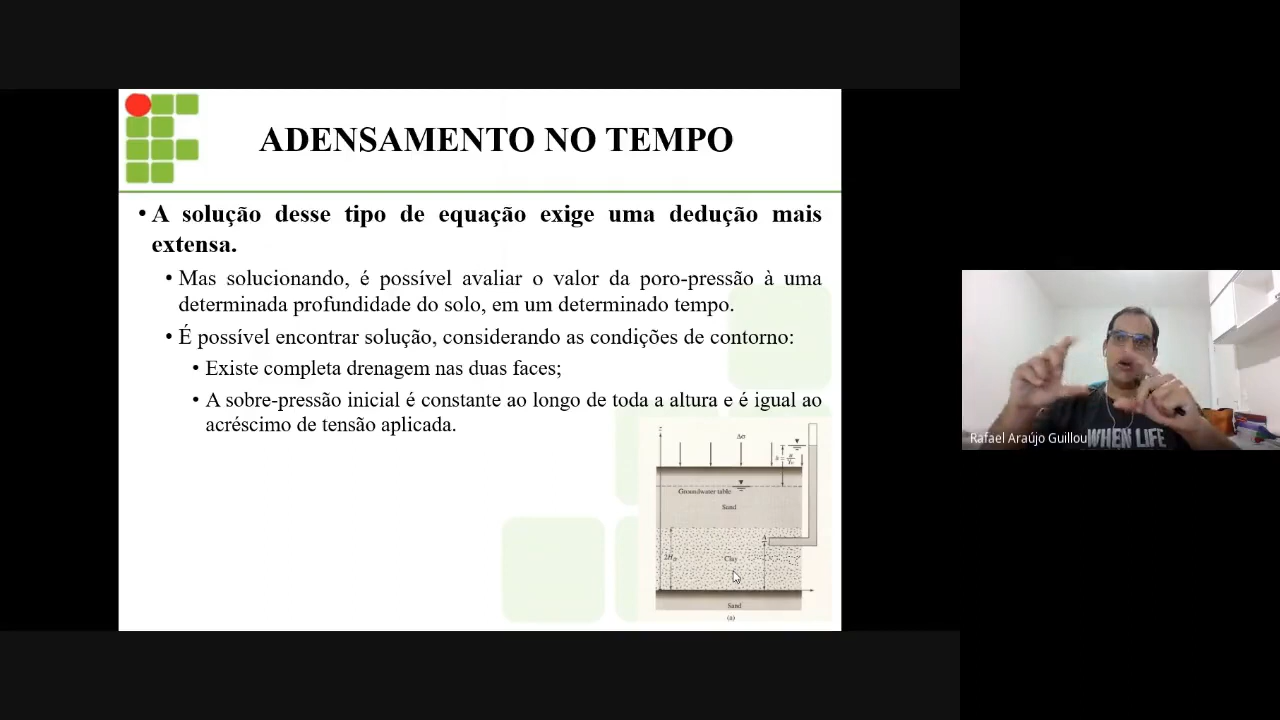 ADENSAMENTO NO TEMPO
• A solução desse tipo de equação exige uma dedução mais
extensa.
• Mas solucionando, é possível avaliar o valor da poro-pressão à uma
determinada profundidade do solo, em um determinado tempo.
• É possível encontrar solução, considerando as condições de contorno:
• Existe completa drenagem nas duas faces;
• A sobre-pressão inicial é constante ao longo de toda a altura e é igual ao
acréscimo de tensão aplicada.
z
Δσ
Groundwater table
Sand
A
Clay
Sand
(a)
Rafael Araújo Guillou
WHEN LIFE